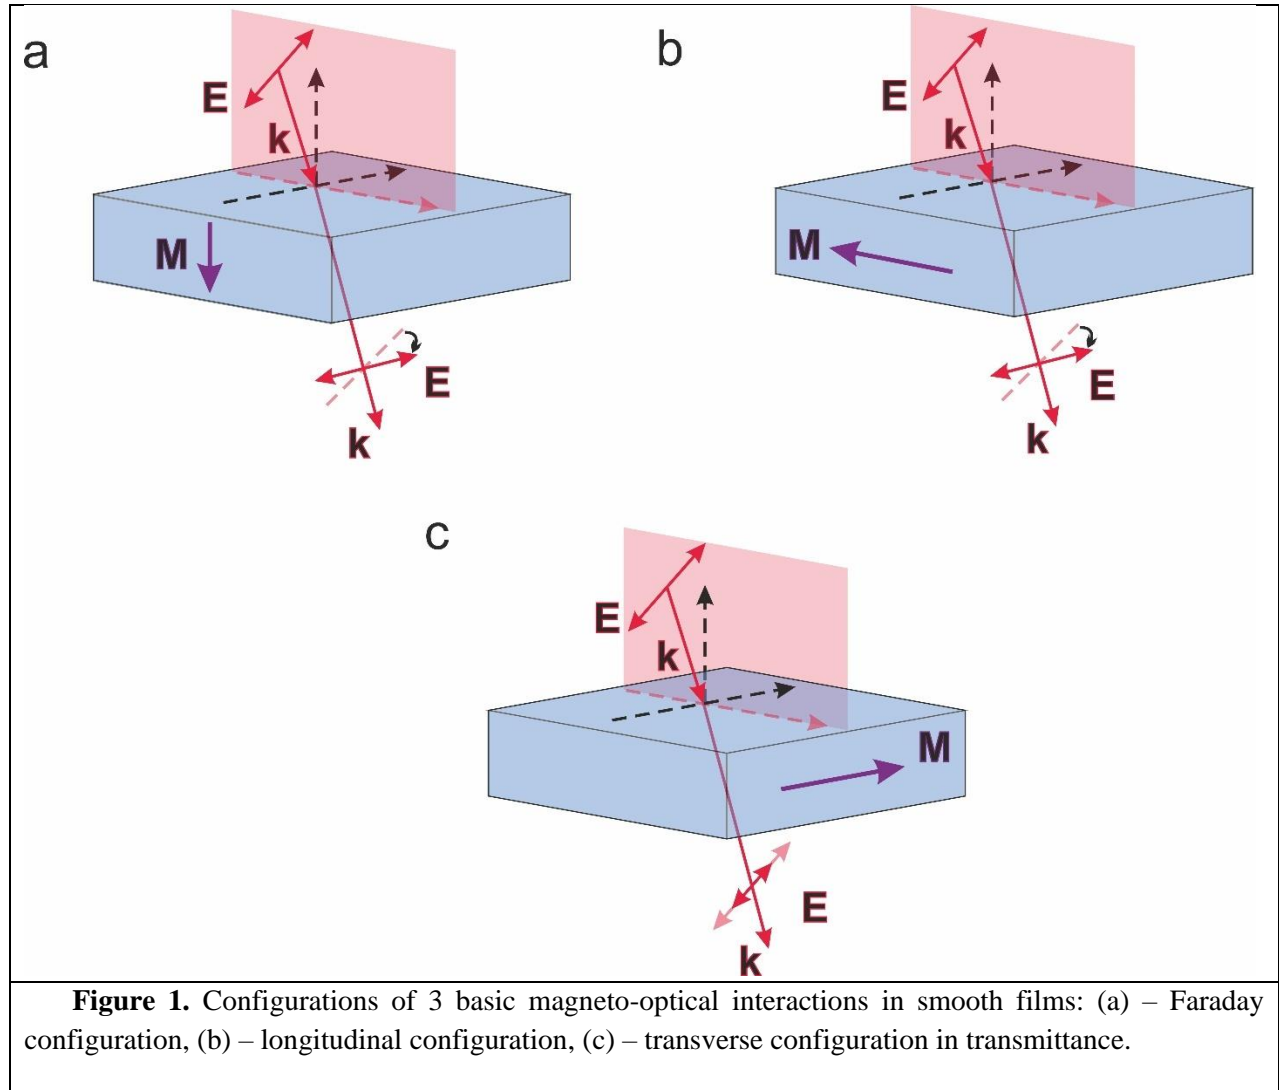 a
b
E
k
M
E
k
E
k
M
E
k
c
E
k
M
E
k
Figure 1. Configurations of 3 basic magneto-optical interactions in smooth films: (a) – Faraday
configuration, (b) – longitudinal configuration, (c) – transverse configuration in transmittance.